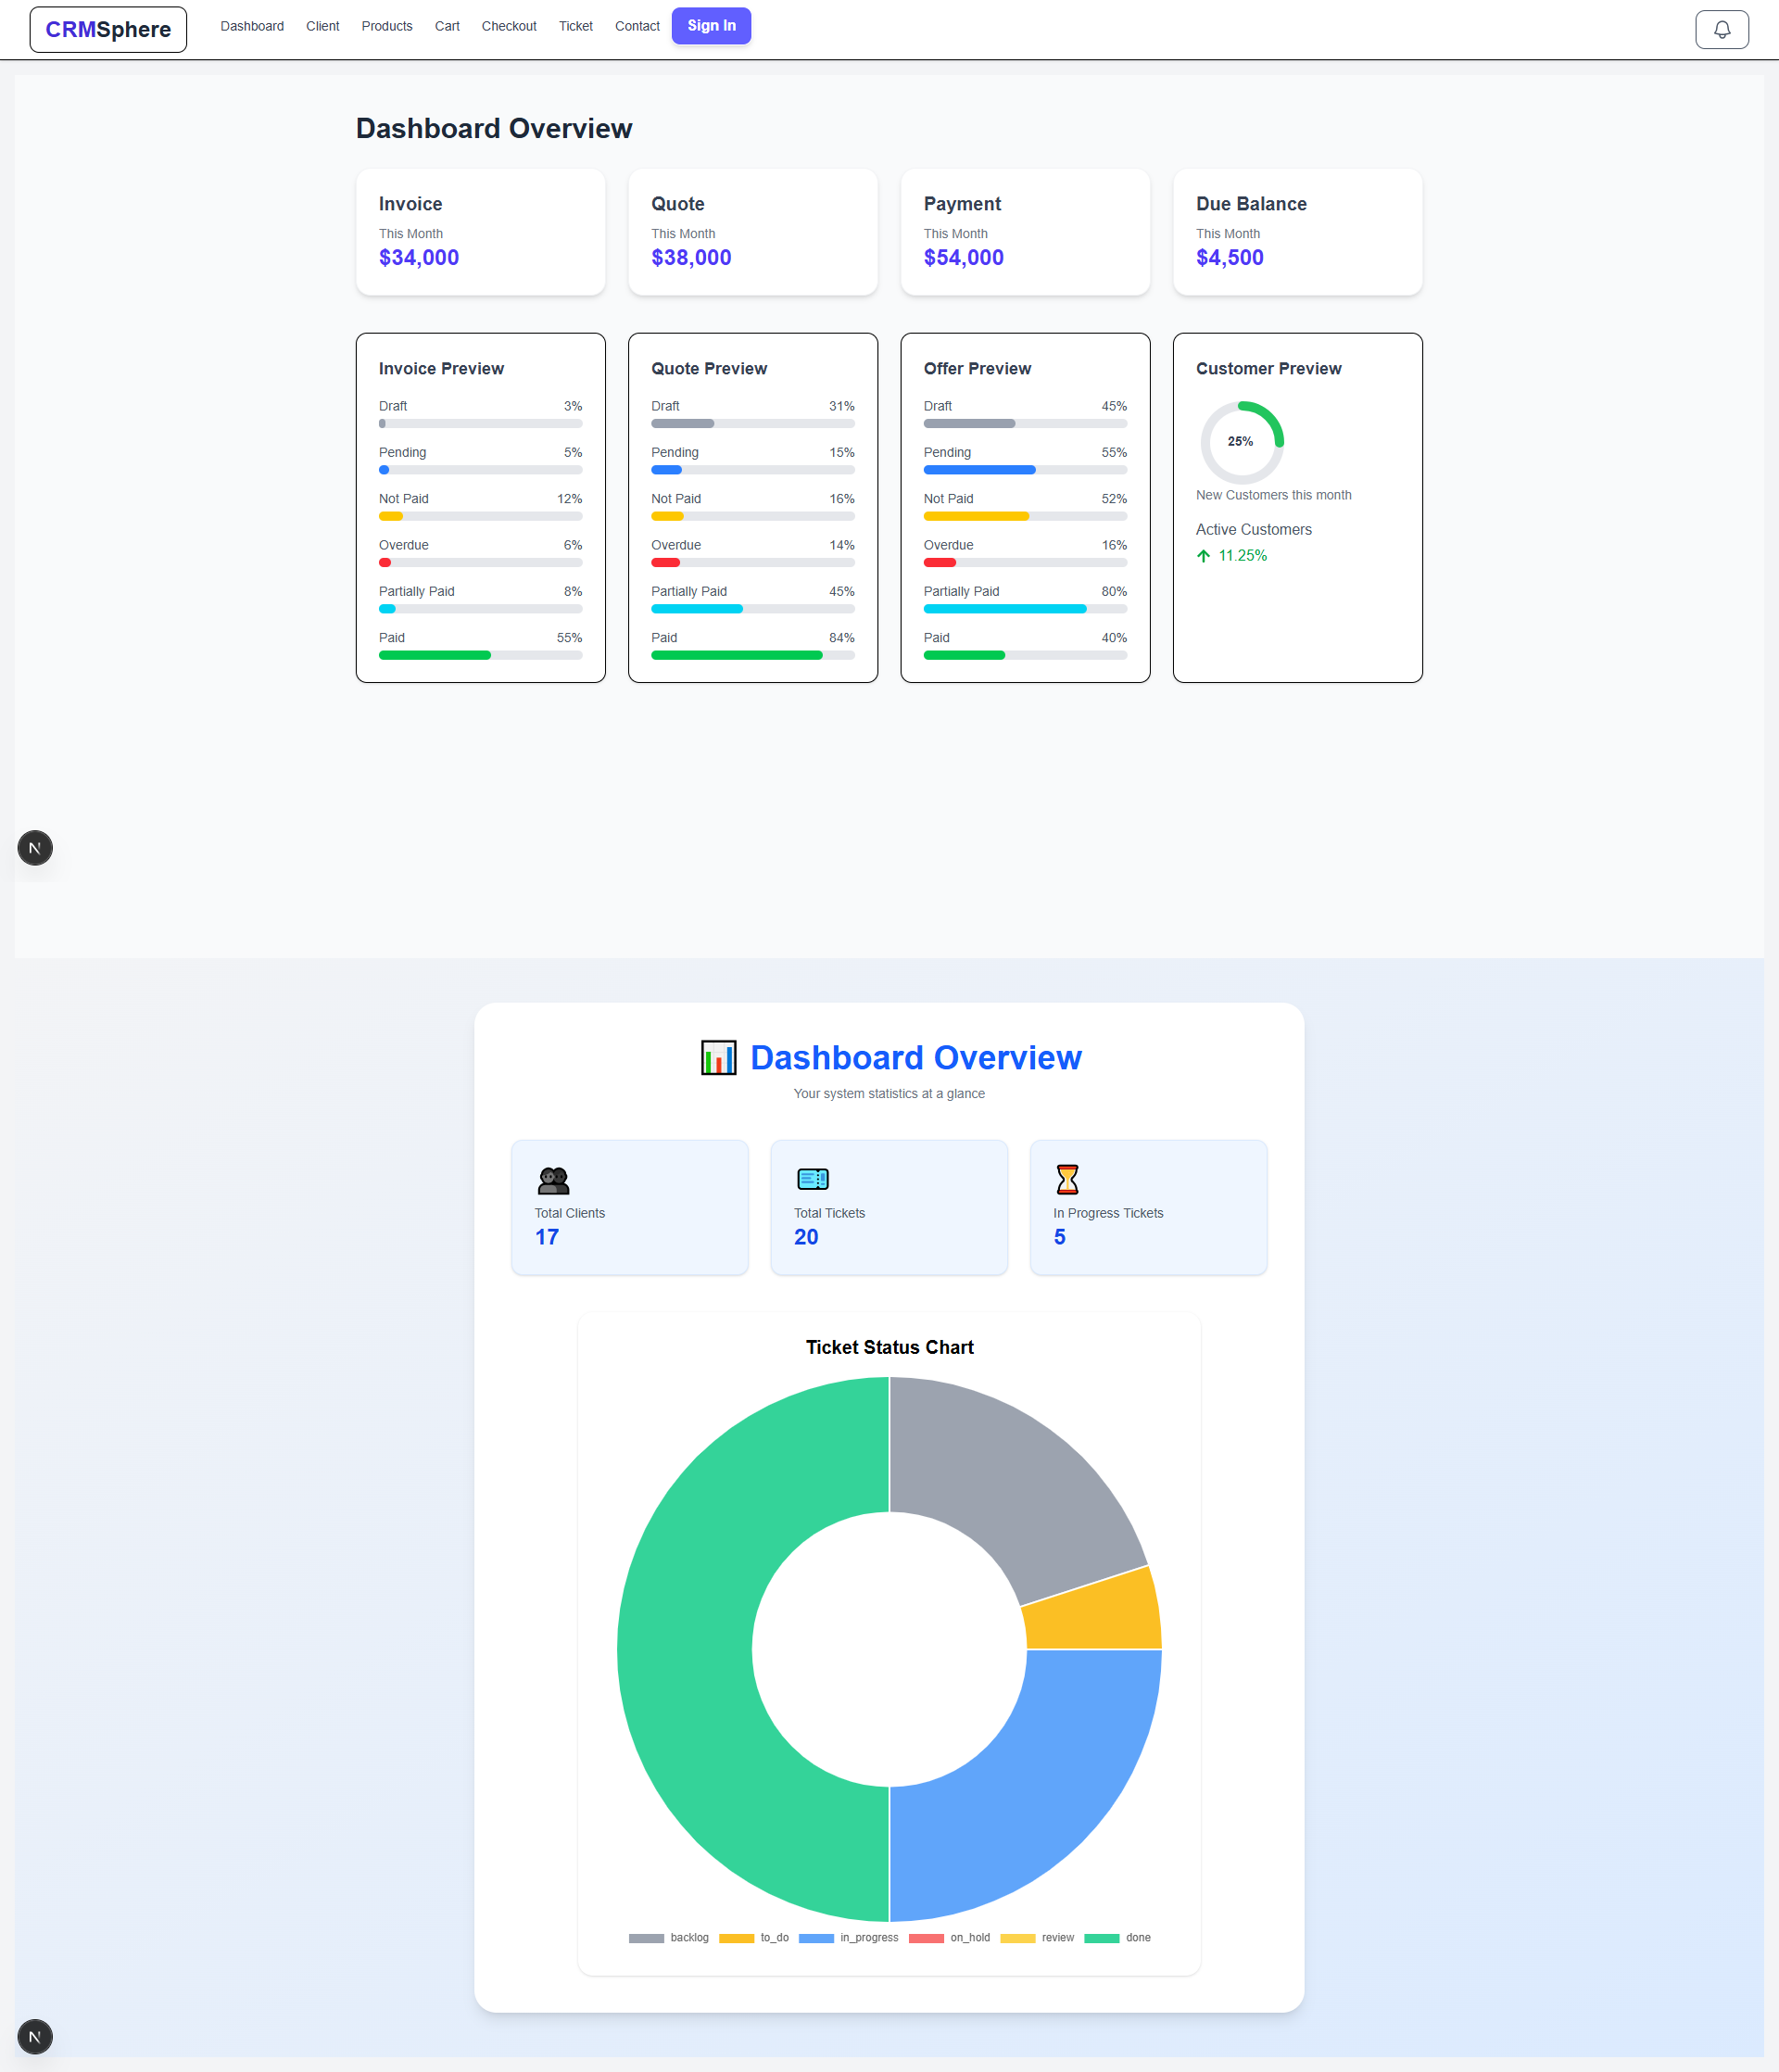 CRMSphere Dashboard Client Products Cart Checkout Ticket Contact Sign In
Dashboard Overview
Invoice
This Month
$34,000
Quote
This Month
$38,000
Payment
This Month
$54,000
Due Balance
This Month
$4,500
Invoice Preview
Draft 3%
Pending 5%
Not Paid 12%
Overdue 6%
Partially Paid 8%
Paid 55%
Quote Preview
Draft 31%
Pending 15%
Not Paid 16%
Overdue 14%
Partially Paid 45%
Paid 84%
Offer Preview
Draft 45%
Pending 55%
Not Paid 52%
Overdue 16%
Partially Paid 80%
Paid 40%
Customer Preview
25%
New Customers this month
Active Customers
11.25%
N
Dashboard Overview
Your system statistics at a glance
Total Clients
17
Total Tickets
20
In Progress Tickets
5
Ticket Status Chart
backlog to_do in_progress on_hold review done
N